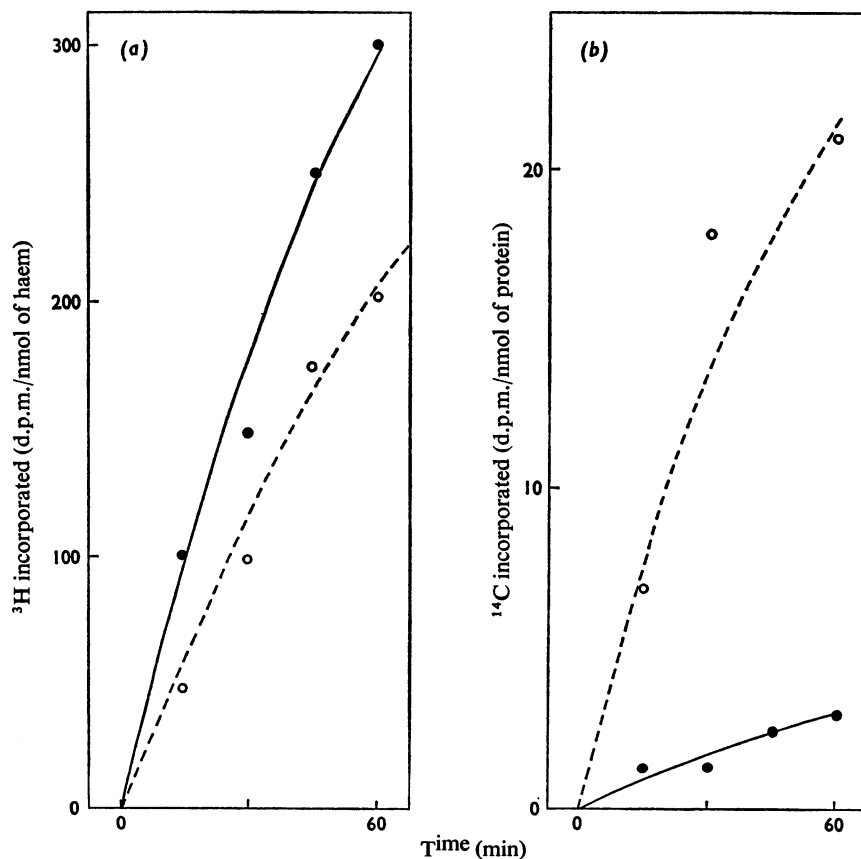 (a)
300
200
100
0
0
60
³H incorporated (d.p.m./nmol of haem)
(b)
20
10
0
0
60
¹⁴C incorporated (d.p.m./nmol of protein)
Time (min)